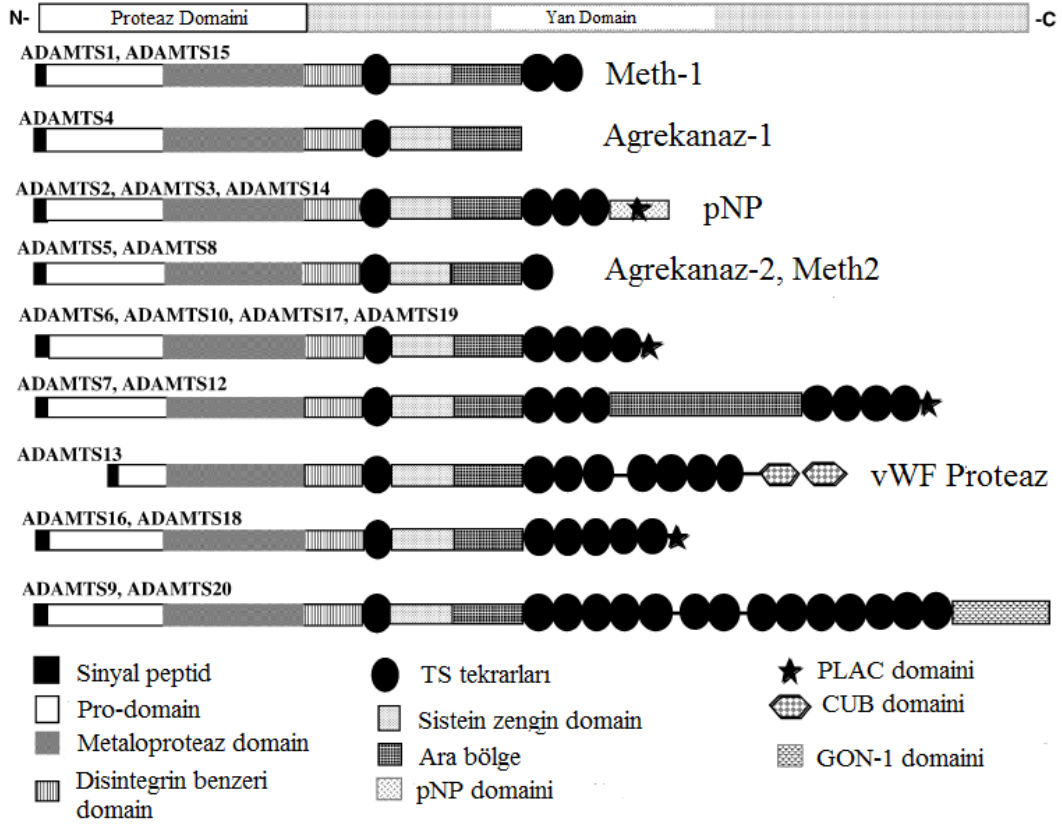 N- Proteaz Domaini Yan Domain -C
ADAMTS1, ADAMTS15
Meth-1
ADAMTS4
Agrekanaz-1
ADAMTS2, ADAMTS3, ADAMTS14
pNP
ADAMTS5, ADAMTS8
Agrekanaz-2, Meth2
ADAMTS6, ADAMTS10, ADAMTS17, ADAMTS19
ADAMTS7, ADAMTS12
ADAMTS13
vWF Proteaz
ADAMTS16, ADAMTS18
ADAMTS9, ADAMTS20
Sinyal peptid
Pro-domain
Metaloproteaz domain
Disintegrin benzeri
domain
TS tekrarları
Sistein zengin domain
Ara bölge
pNP domaini
PLAC domaini
CUB domaini
GON-1 domaini